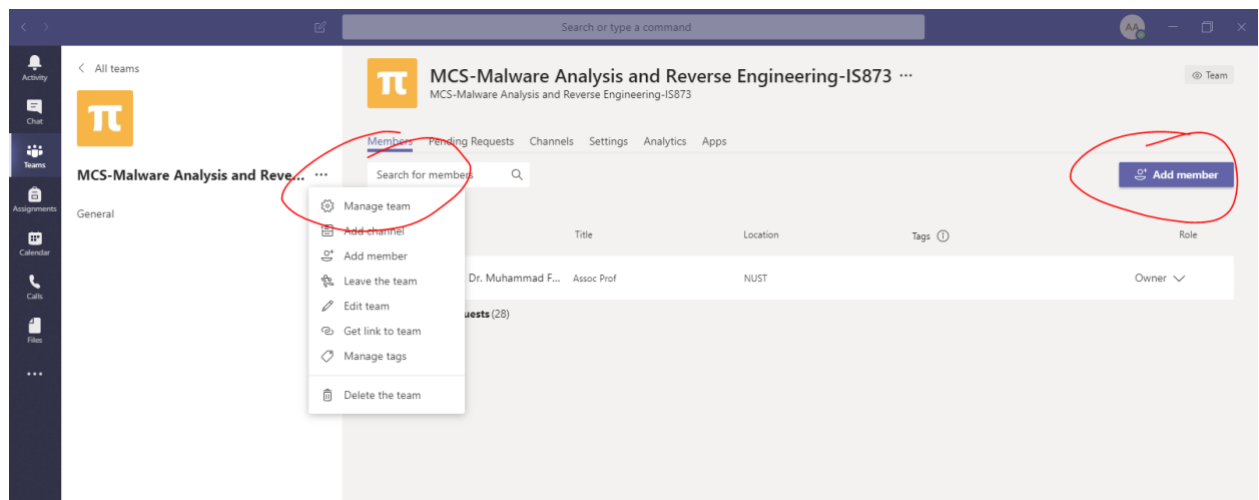 Search or type a command
AA
Activity
Chat
Teams
Assignments
Calendar
Calls
Files
All teams
MCS-Malware Analysis and Reve... ...
General
Manage team
Add channel
Add member
Leave the team
Edit team
Get link to team
Manage tags
Delete the team
MCS-Malware Analysis and Reverse Engineering-IS873 ...
MCS-Malware Analysis and Reverse Engineering-IS873
Team
Members Pending Requests Channels Settings Analytics Apps
Search for members
Add member
Title Location Tags Role
Dr. Muhammad F... Assoc Prof NUST Owner
(28)